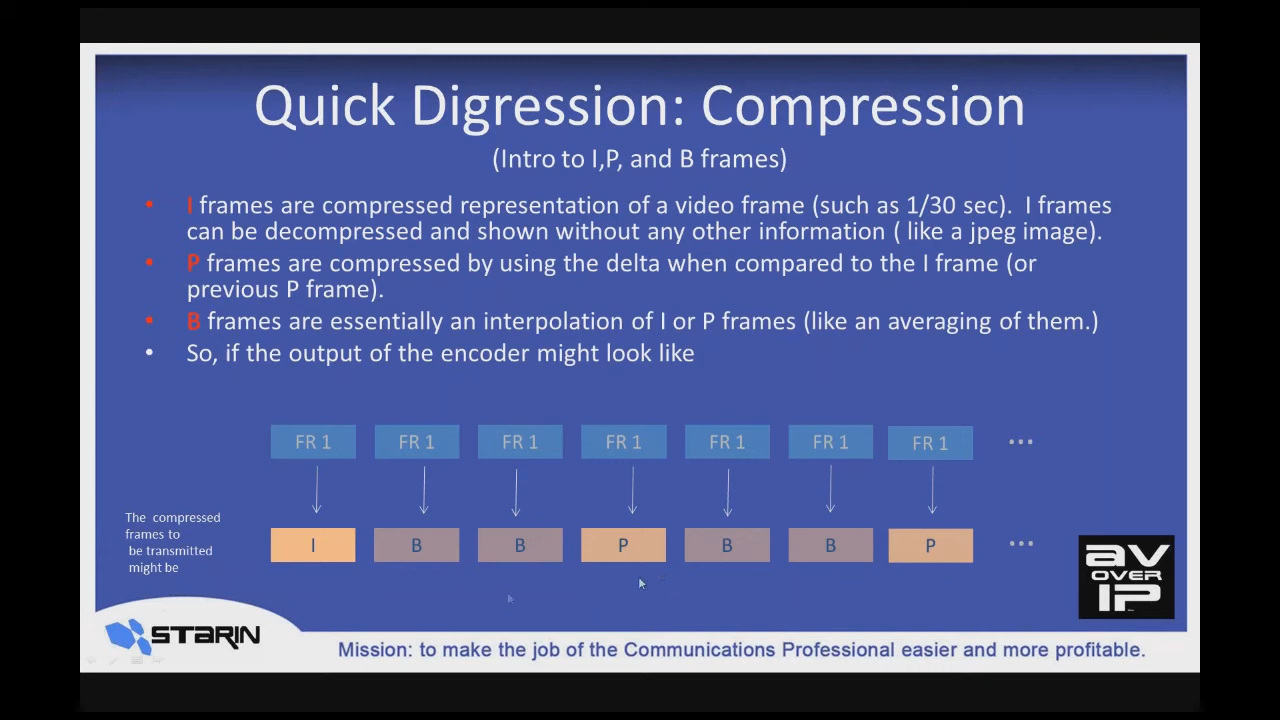 Quick Digression: Compression
(Intro to I,P, and B frames)
• I frames are compressed representation of a video frame (such as 1/30 sec).  I frames
can be decompressed and shown without any other information ( like a jpeg image).
• P frames are compressed by using the delta when compared to the I frame (or
previous P frame).
• B frames are essentially an interpolation of I or P frames (like an averaging of them.)
• So, if the output of the encoder might look like
FR 1 FR 1 FR 1 FR 1 FR 1 FR 1 FR 1 ...
The  compressed
frames to
be transmitted
might be
I B B P B B P ...
av
OVER
IP
STARIN
Mission: to make the job of the Communications Professional easier and more profitable.